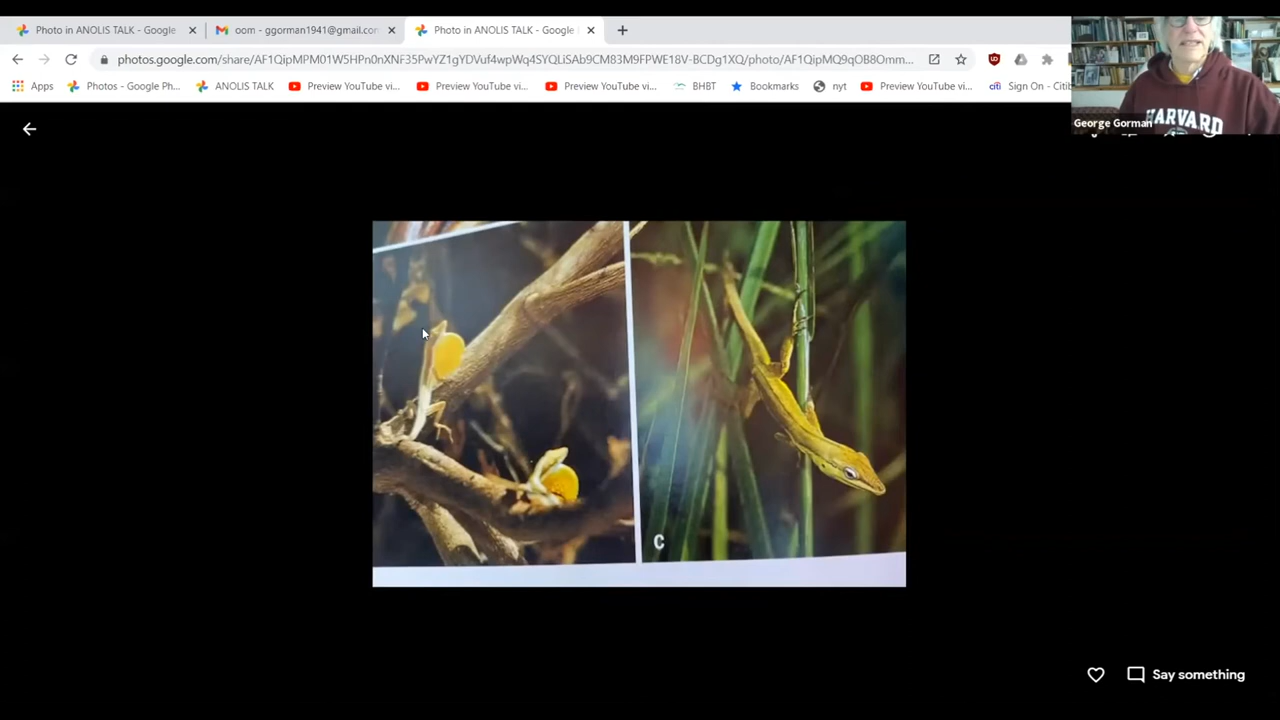 Photo in ANOLIS TALK - Google
oom - ggorman1941@gmail.con
Photo in ANOLIS TALK - Google
photos.google.com/share/AF1QipMPM01W5HPn0nXNF35PwYZ1gYDVuf4wpWq4SYQLiSAb9CM83M9FPWE18V-BCDg1XQ/photo/AF1QipMQ9qOB8Omm...
Apps
Photos - Google Ph...
ANOLIS TALK
Preview YouTube vi...
Preview YouTube vi...
Preview YouTube vi...
BHBT
Bookmarks
nyt
Preview YouTube vi...
citi
Sign On - Citib
HARVARD
George Gorman
C
Say something